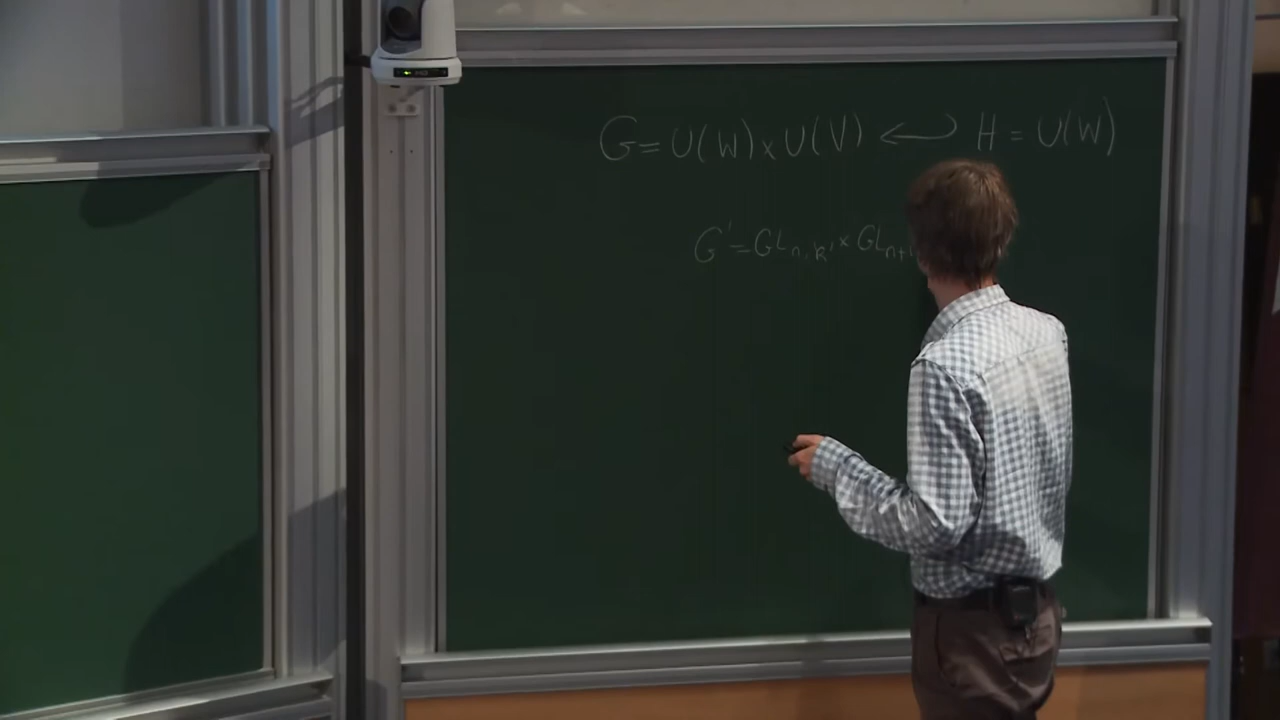 G = U(W) × U(V) ↩ H = U(W)
G' = GL_{n,k'} × GL_{n+1